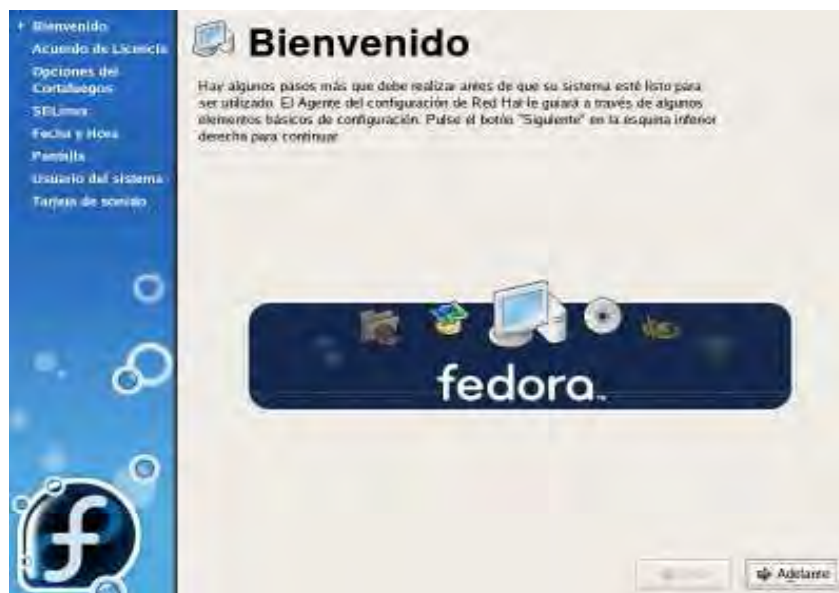 Bienvenido
Acuerdo de Licencia
Opciones del
Cortafuegos
SELinux
Fecha y Hora
Pantalla
Usuario del sistema
Tarjeta de sonido
Bienvenido
Hay algunos pasos más que debe realizar antes de que su sistema esté listo para
ser utilizado. El Agente del configuración de Red Hat le guiará a través de algunos
elementos básicos de configuración. Pulse el botón "Siguiente" en la esquina inferior
derecha para continuar
fedora™
Adelante